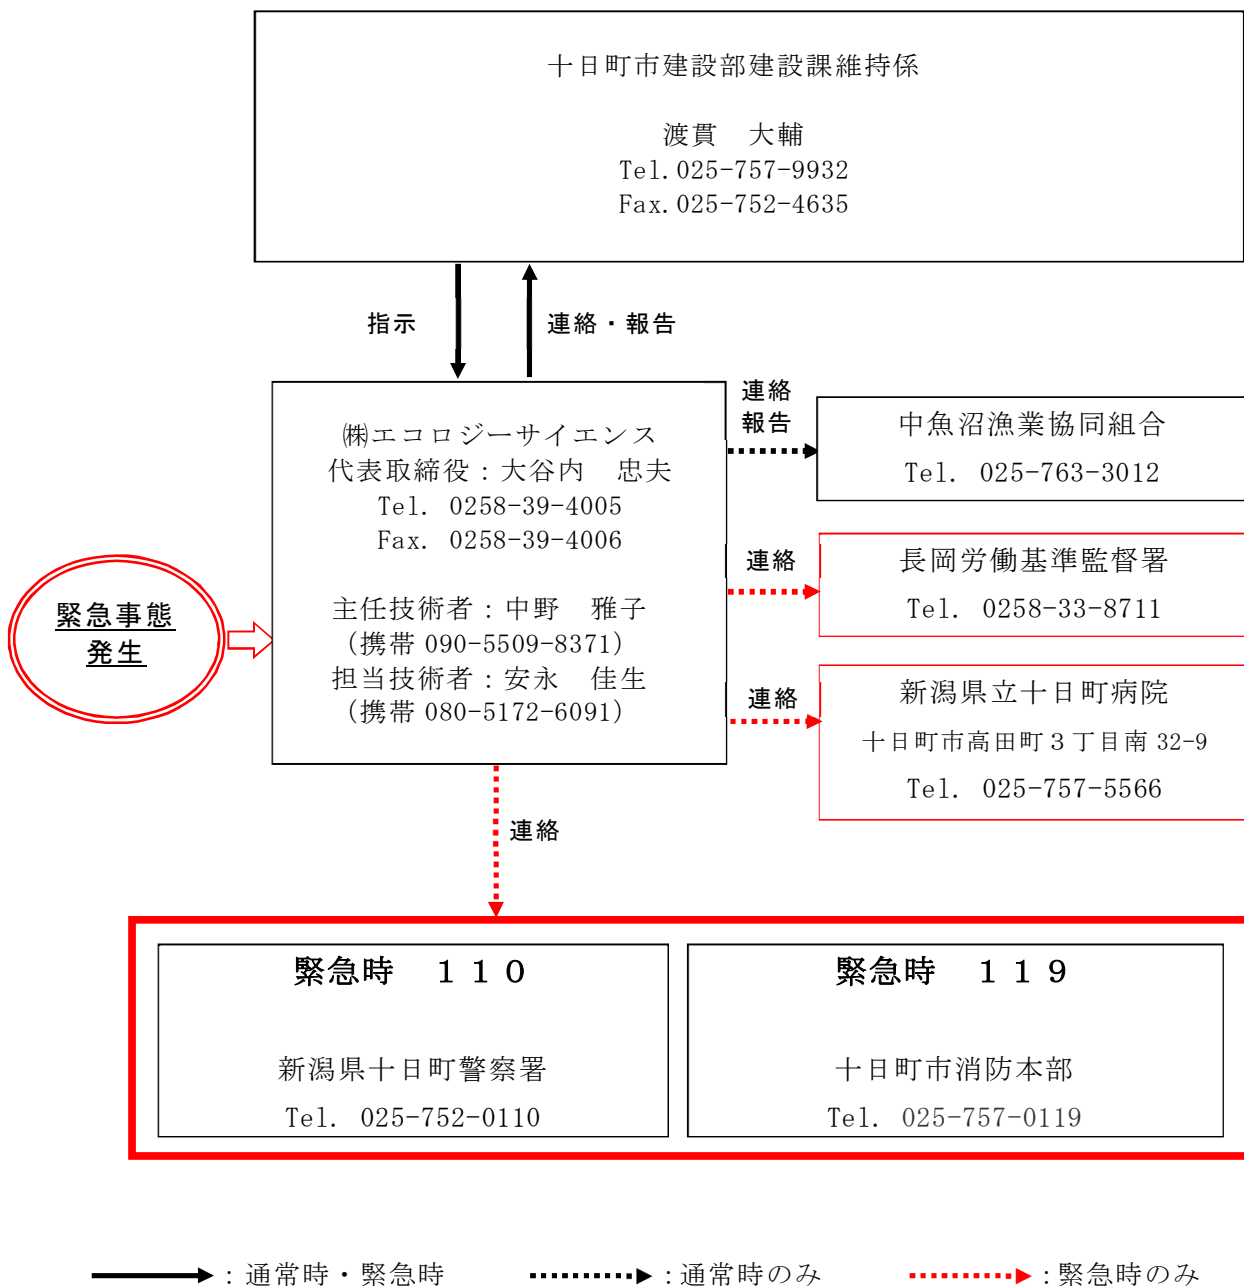 十日町市建設部建設課維持係
渡貫　大輔
Tel.025-757-9932
Fax.025-752-4635
指示
連絡・報告
㈱エコロジーサイエンス
代表取締役：大谷内　忠夫
Tel. 0258-39-4005
Fax. 0258-39-4006
主任技術者：中野　雅子
（携帯 090-5509-8371）
担当技術者：安永　佳生
（携帯 080-5172-6091）
連絡
報告
中魚沼漁業協同組合
Tel. 025-763-3012
連絡
長岡労働基準監督署
Tel. 0258-33-8711
緊急事態
発生
連絡
新潟県立十日町病院
十日町市高田町３丁目南 32-9
Tel. 025-757-5566
連絡
緊急時　１１０
新潟県十日町警察署
Tel. 025-752-0110
緊急時　１１９
十日町市消防本部
Tel. 025-757-0119
：通常時・緊急時
：通常時のみ
：緊急時のみ